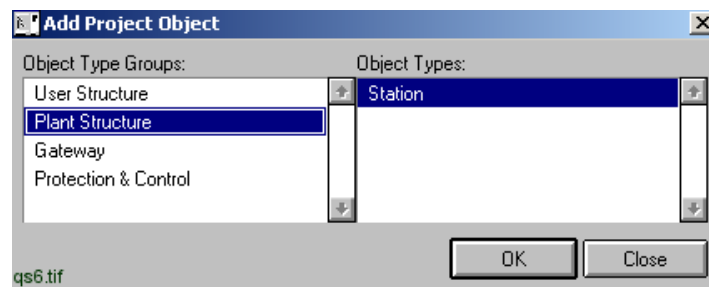 Add Project Object
Object Type Groups: Object Types:
User Structure Station
Plant Structure
Gateway
Protection & Control
OK Close
qs6.tif